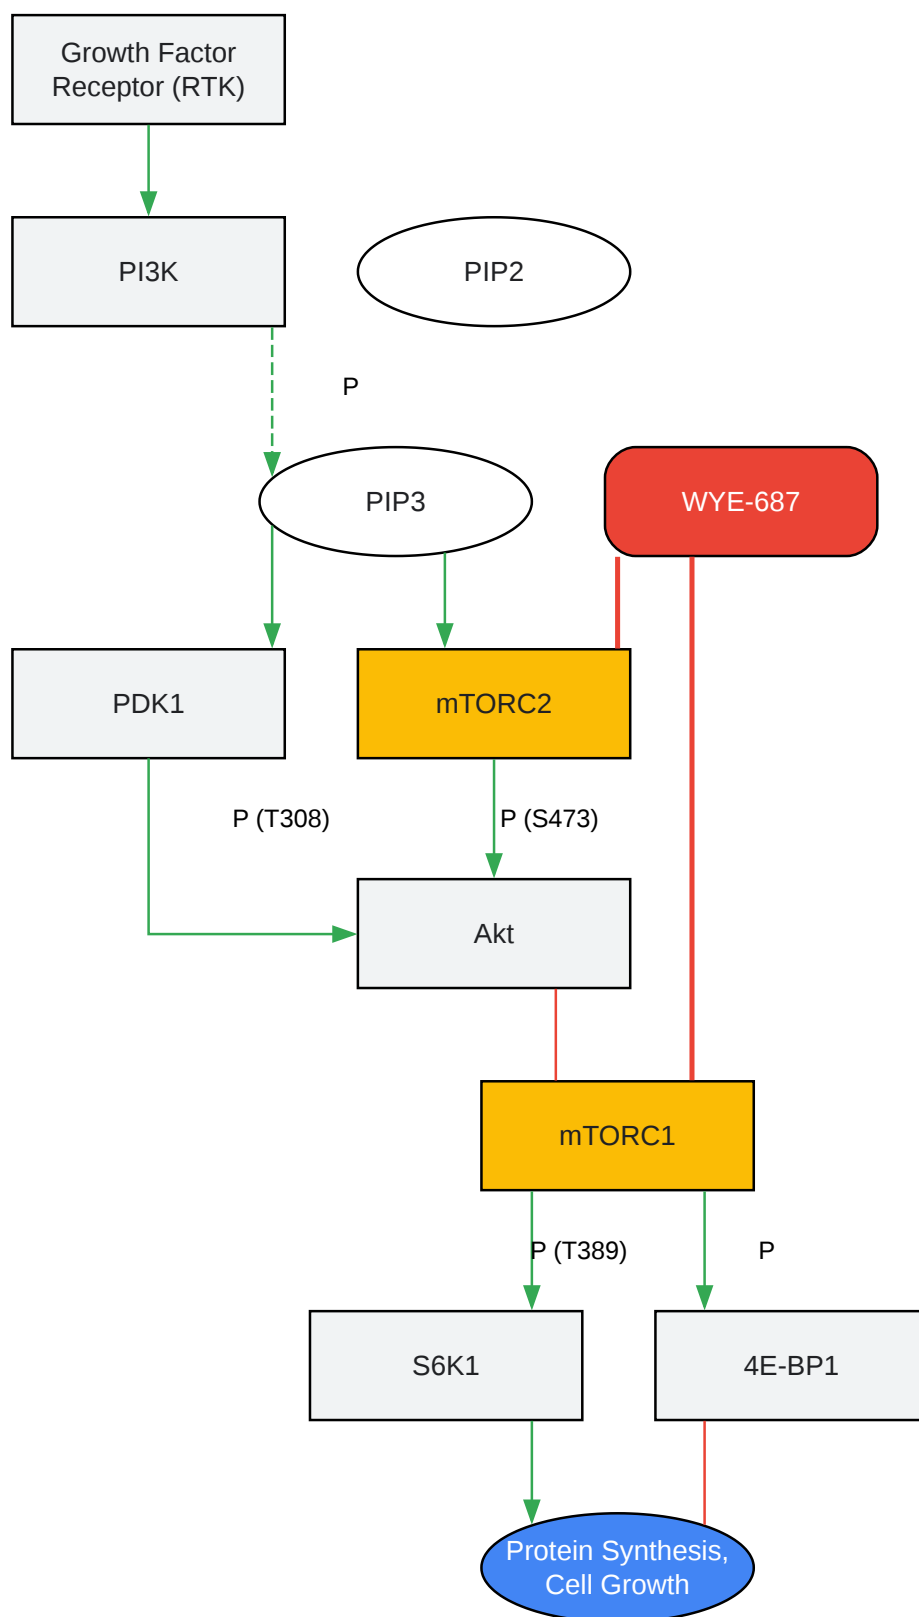 Growth Factor
Receptor (RTK)
PI3K
PIP2
P
PIP3
WYE-687
PDK1
mTORC2
P (T308)
P (S473)
Akt
mTORC1
P (T389)
P
S6K1
4E-BP1
Protein Synthesis,
Cell Growth